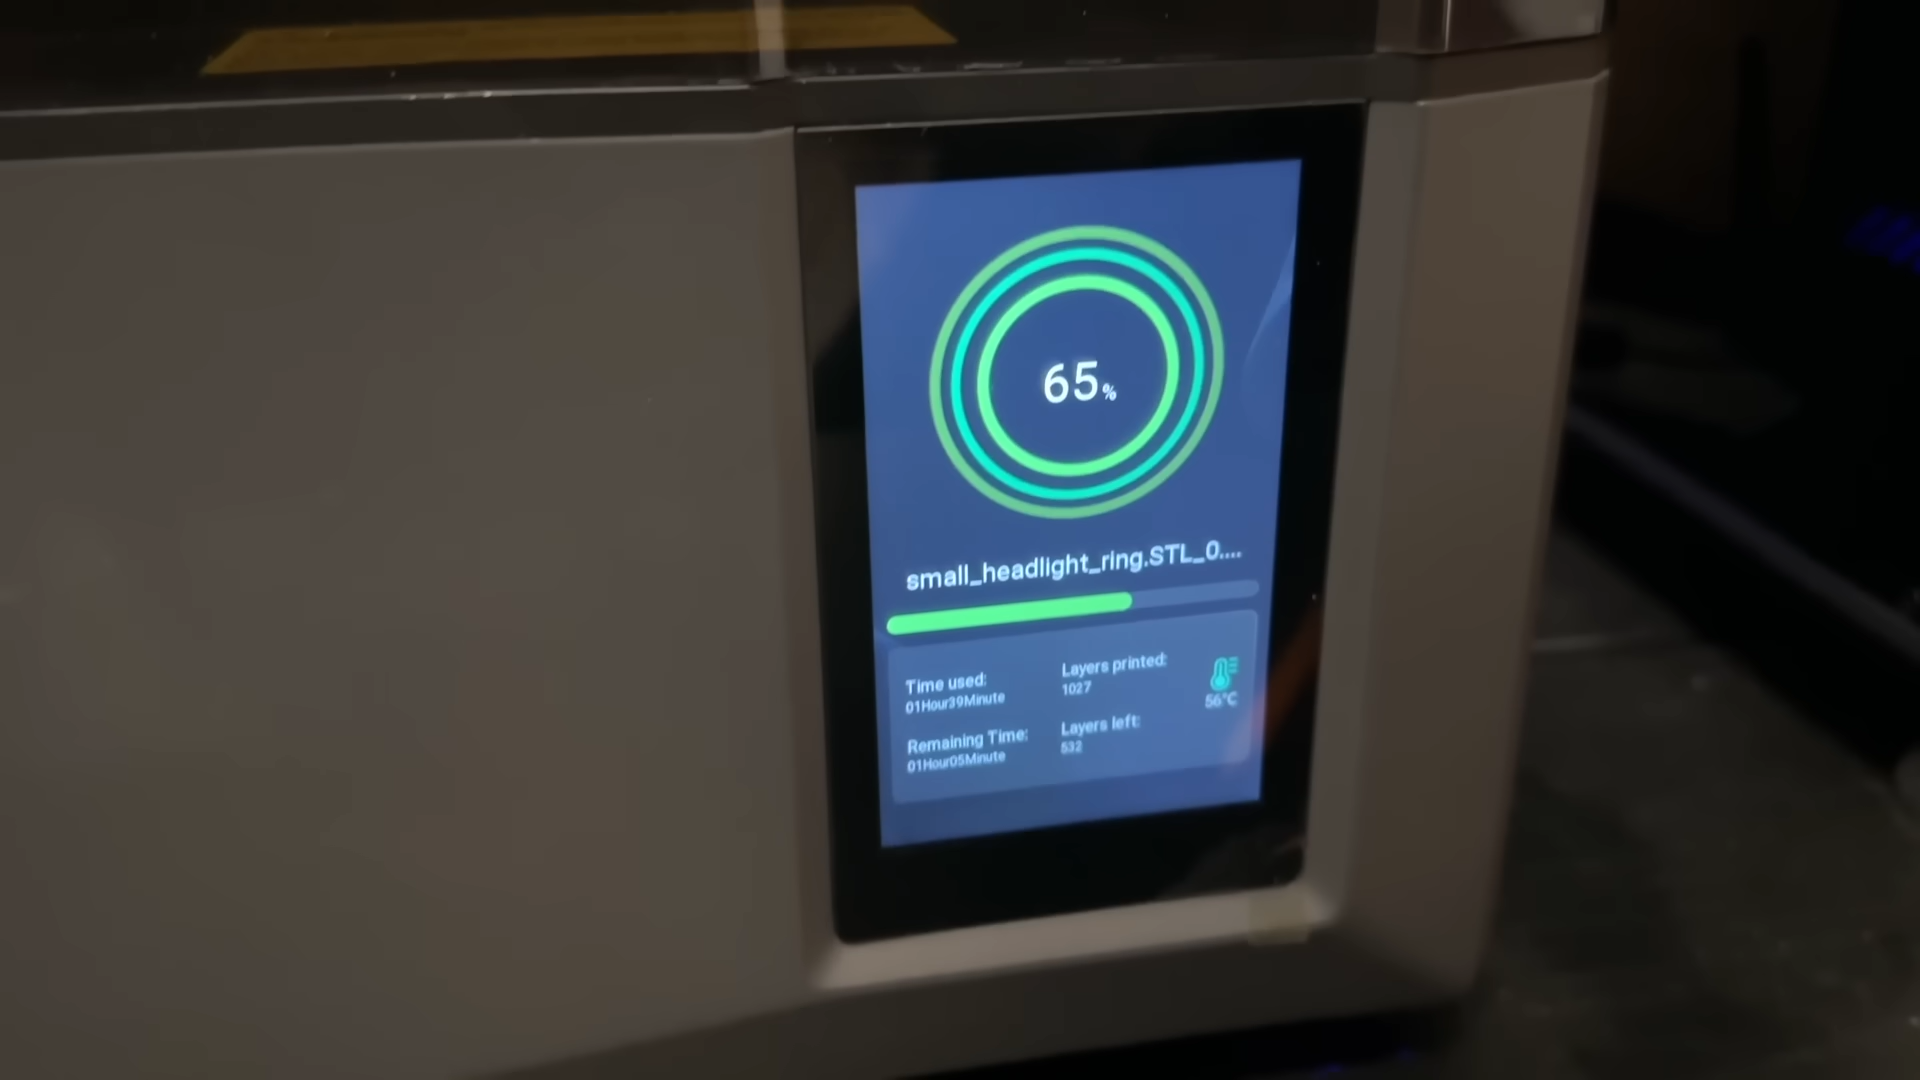 65%
small_headlight_ring.STL_0....
Time used:
01Hour39Minute
Layers printed:
1027
56°C
Remaining Time:
01Hour05Minute
Layers left:
532